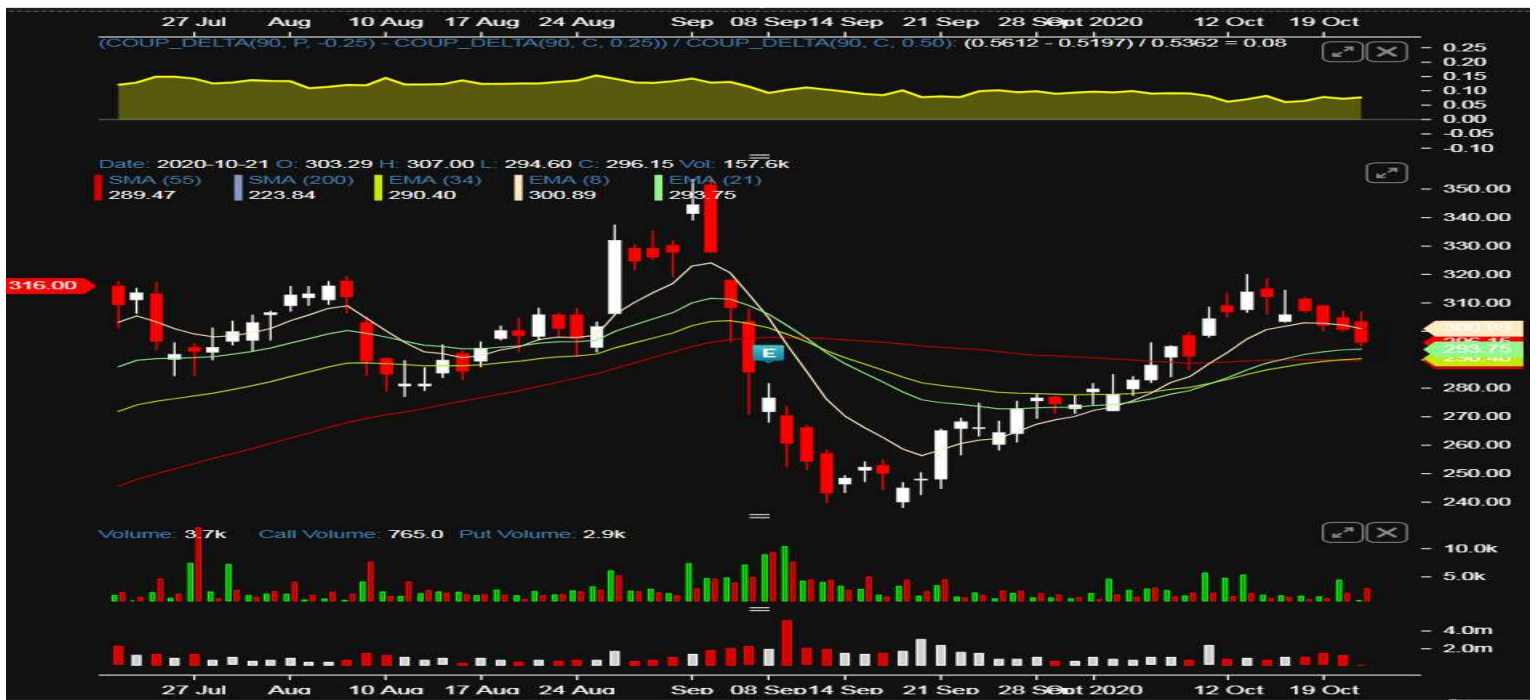 27 Jul Aug 10 Aug 17 Aug 24 Aug Sep 08 Sep 14 Sep 21 Sep 28 Sep Oct 2020 12 Oct 19 Oct
(COUP_DELTA(90, P, -0.25) - COUP_DELTA(90, C, 0.25)) / COUP_DELTA(90, C, 0.50): (0.5612 - 0.5197) / 0.5362 = 0.08
0.25
0.20
0.15
0.10
0.05
0.00
-0.05
-0.10
Date: 2020-10-21 O: 303.29 H: 307.00 L: 294.60 C: 296.15 Vol: 157.6k
SMA (55) SMA (200) EMA (34) EMA (8) EMA (21)
289.47 223.84 290.40 300.89 293.75
350.00
340.00
330.00
320.00
316.00
310.00
300.89
296.15
293.75
290.40
280.00
E
270.00
260.00
250.00
240.00
Volume: 3.7k Call Volume: 765.0 Put Volume: 2.9k
10.0k
5.0k
4.0m
2.0m
27 Jul Aug 10 Aug 17 Aug 24 Aug Sep 08 Sep 14 Sep 21 Sep 28 Sep Oct 2020 12 Oct 19 Oct